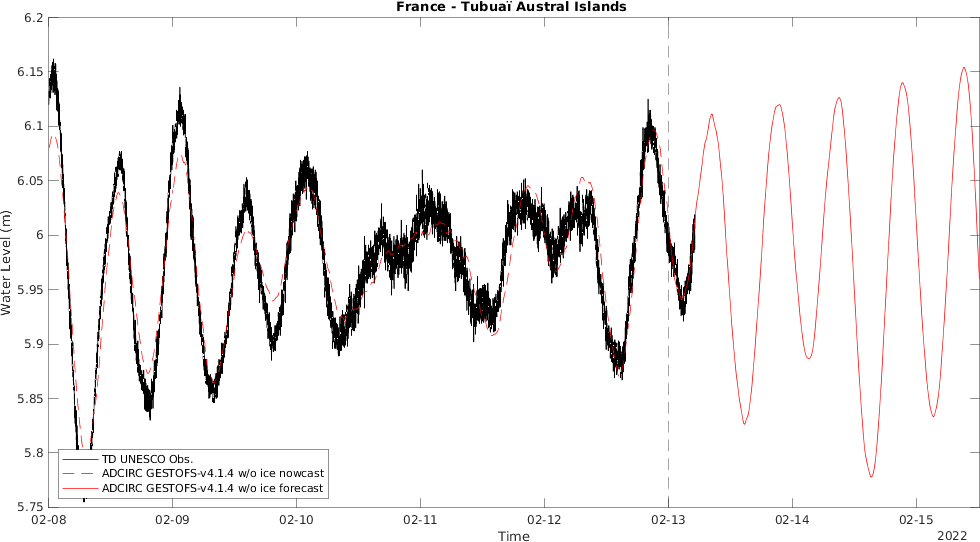 France - Tubuaï Austral Islands
6.2
6.15
6.1
6.05
6
5.95
5.9
5.85
5.8
5.75
Water Level (m)
TD UNESCO Obs.
ADCIRC GESTOFS-v4.1.4 w/o ice nowcast
ADCIRC GESTOFS-v4.1.4 w/o ice forecast
02-08 02-09 02-10 02-11 02-12 02-13 02-14 02-15
Time
2022